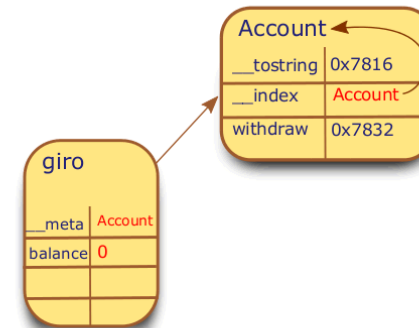 Account
__tostring 0x7816
__index Account
withdraw 0x7832
giro
__meta Account
balance 0